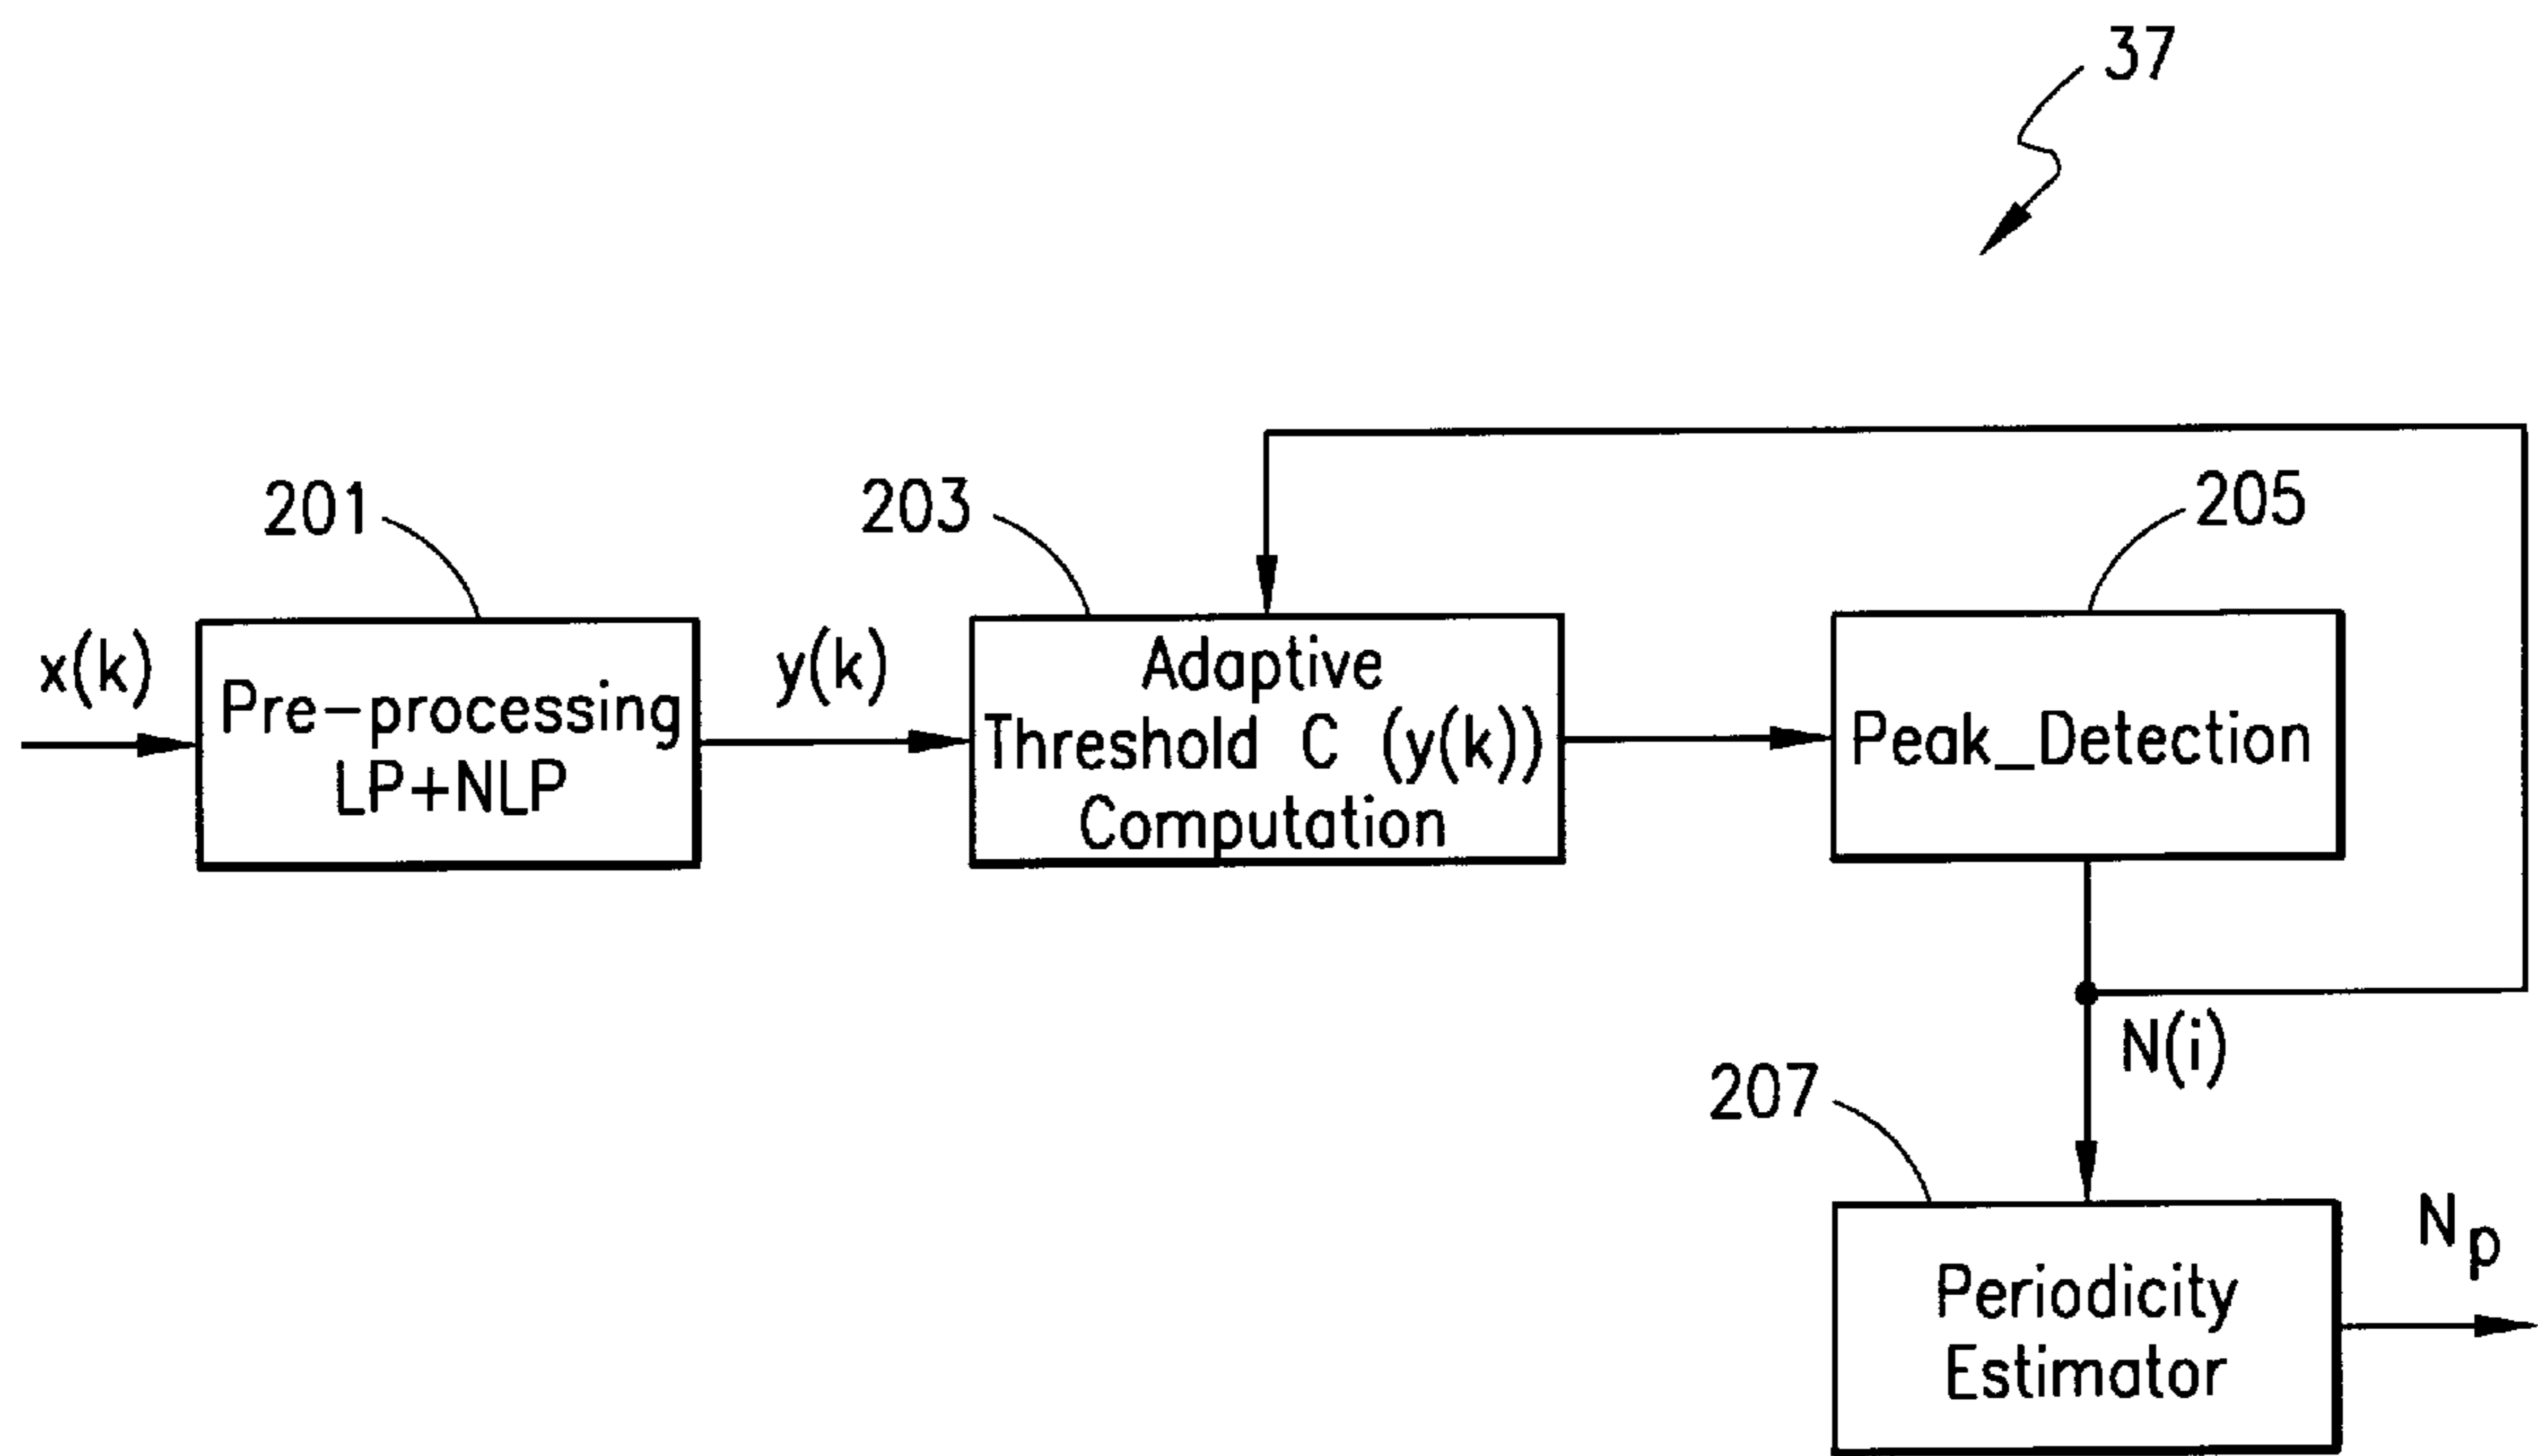 37
201
203
205
x(k)
Pre-processing
LP+NLP
y(k)
Adaptive
Threshold C (y(k))
Computation
Peak_Detection
N(i)
207
Periodicity
Estimator
Np